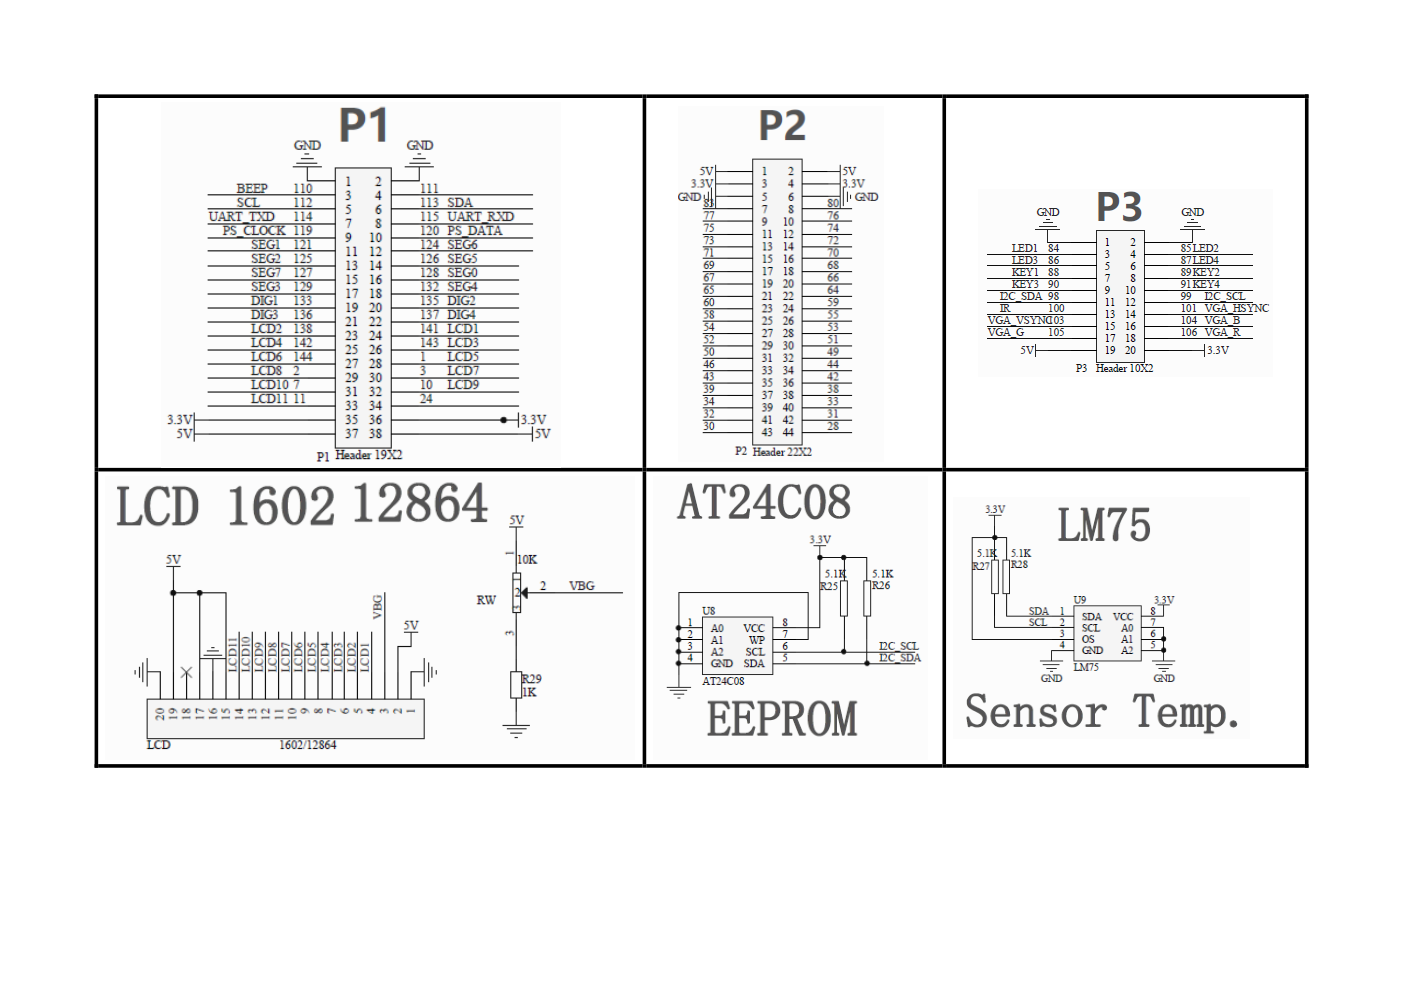 P1
GND GND
1 2
BEEP 110 3 4 111
SCL 112 5 6 113 SDA
UART_TXD 114 7 8 115 UART_RXD
PS_CLOCK 119 9 10 120 PS_DATA
SEG1 121 11 12 124 SEG6
SEG2 125 13 14 126 SEG5
SEG7 127 15 16 128 SEG0
SEG3 129 17 18 132 SEG4
DIG1 133 19 20 135 DIG2
DIG3 136 21 22 137 DIG4
LCD2 138 23 24 141 LCD1
LCD4 142 25 26 143 LCD3
LCD6 144 27 28 1 LCD5
LCD8 2 29 30 3 LCD7
LCD10 7 31 32 10 LCD9
LCD11 11 33 34 24
3.3V 35 36 3.3V
5V 37 38 5V
P1 Header 19X2
P2
5V 1 2 5V
3.3V 3 4 3.3V
GND 5 6 GND
83 7 8 80
77 9 10 76
75 11 12 74
73 13 14 72
71 15 16 70
69 17 18 68
67 19 20 66
65 21 22 64
60 23 24 59
58 25 26 55
54 27 28 53
52 29 30 51
50 31 32 49
46 33 34 44
43 35 36 42
39 37 38 38
34 39 40 33
32 41 42 31
30 43 44 28
P2 Header 22X2
P3
GND GND
1 2
LED1 84 3 4 85 LED2
LED3 86 5 6 87 LED4
KEY1 88 7 8 89 KEY2
KEY3 90 9 10 91 KEY4
I2C_SDA 98 11 12 99 I2C_SCL
IR 100 13 14 101 VGA_HSYNC
VGA_VSYNC 103 15 16 104 VGA_B
VGA_G 105 17 18 106 VGA_R
5V 19 20 3.3V
P3 Header 10X2
LCD 1602 12864
5V
5V
1 10K
RW 2 2 VBG
3
3
R29
1K
VBG
5V
LCD11 LCD10 LCD9 LCD8 LCD7 LCD6 LCD5 LCD4 LCD3 LCD2 LCD1
20 19 18 17 16 15 14 13 12 11 10 9 8 7 6 5 4 3 2 1
LCD 1602/12864
AT24C08
3.3V
5.1K 5.1K
R25 R26
U8
1 A0 VCC 8
2 A1 WP 7
3 A2 SCL 6 I2C_SCL
4 GND SDA 5 I2C_SDA
AT24C08
EEPROM
3.3V
LM75
5.1K 5.1K
R27 R28
U9 3.3V
SDA 1 SDA VCC 8
SCL 2 SCL A0 7
3 OS A1 6
4 GND A2 5
GND LM75 GND
Sensor Temp.